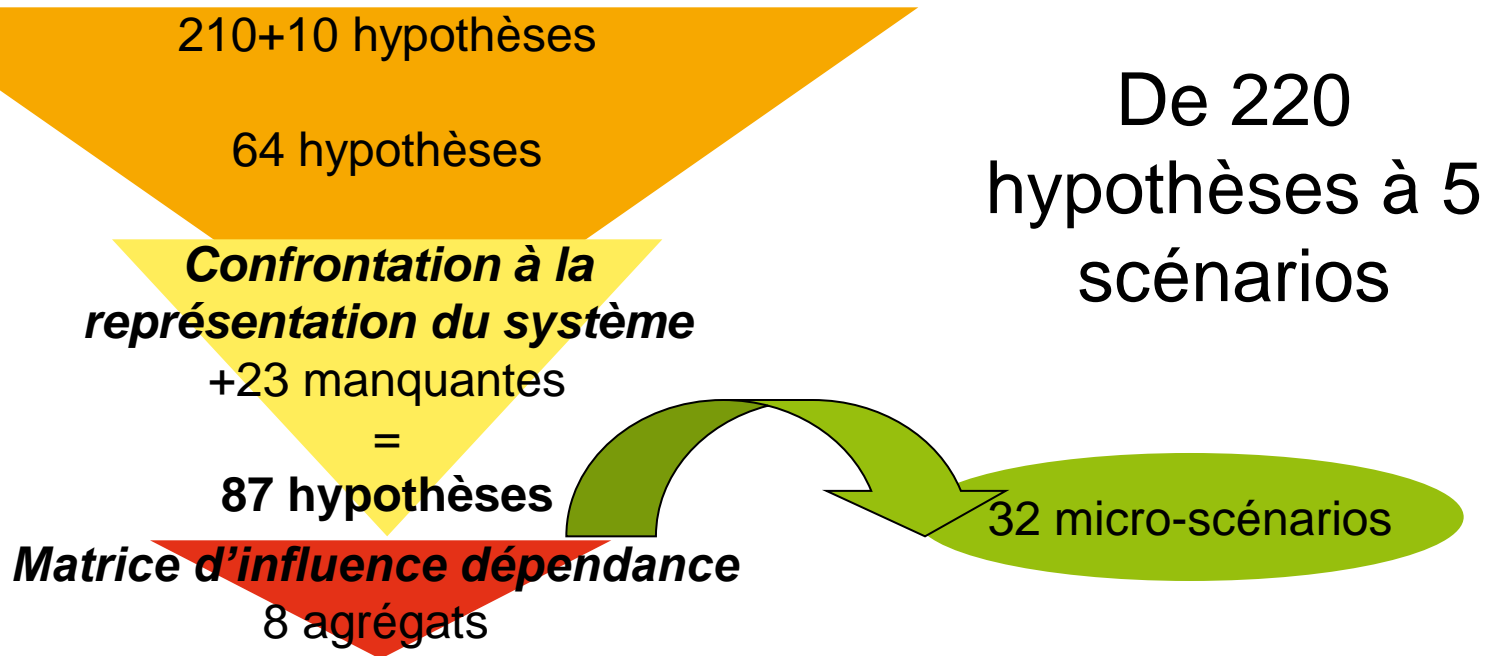 210+10 hypothèses
64 hypothèses
Confrontation à la
représentation du système
+23 manquantes
=
87 hypothèses
Matrice d'influence dépendance
8 agrégats
De 220
hypothèses à 5
scénarios
32 micro-scénarios